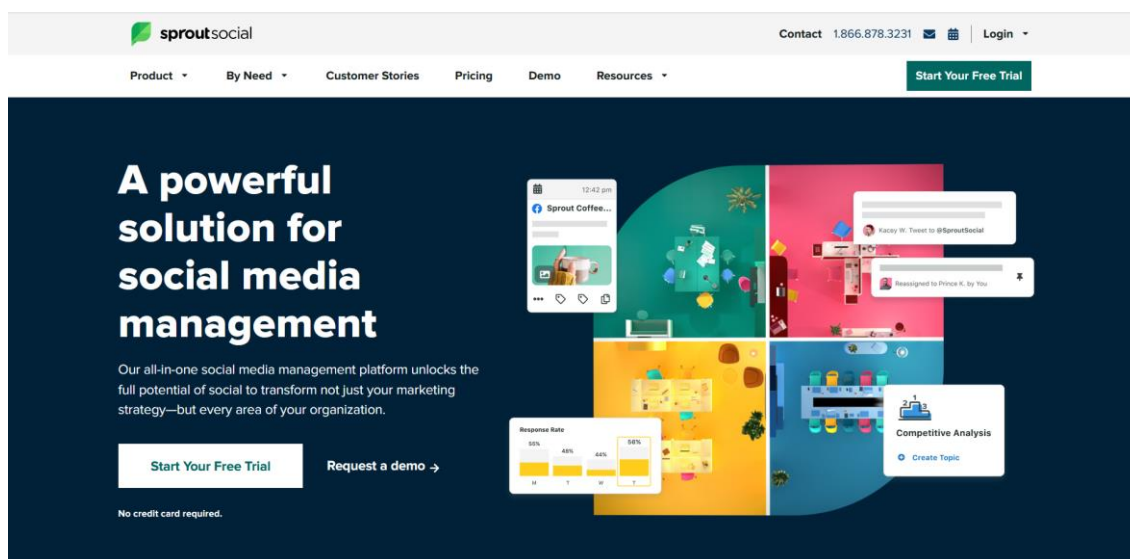 sproutsocial
Contact 1.866.878.3231
Login
Product
By Need
Customer Stories
Pricing
Demo
Resources
Start Your Free Trial
A powerful
solution for
social media
management
Our all-in-one social media management platform unlocks the
full potential of social to transform not just your marketing
strategy—but every area of your organization.
Start Your Free Trial
Request a demo →
No credit card required.
12:42 pm
Sprout Coffee...
Kacey W. Tweet to @SproutSocial
Reassigned to Prince K. by You
Response Rate
55%
48%
44%
58%
M
T
W
T
2 1 3
Competitive Analysis
Create Topic